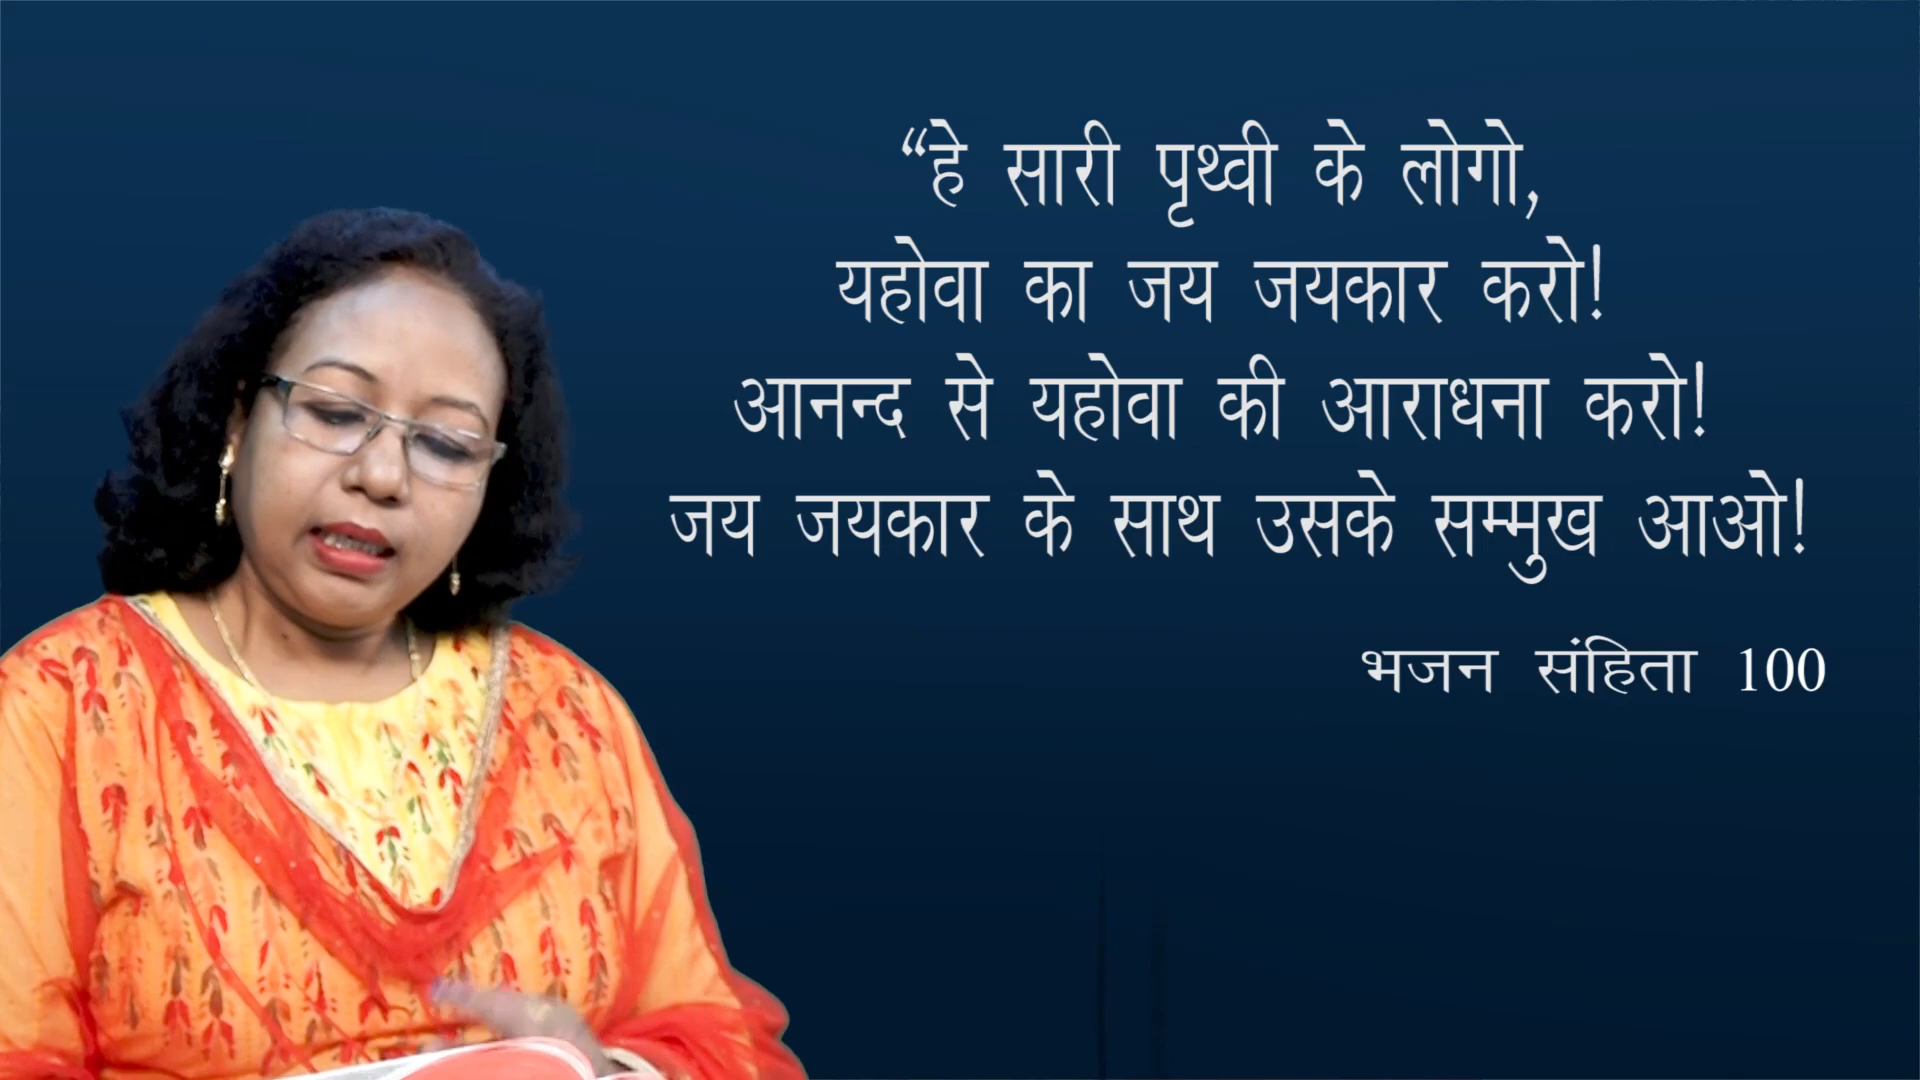 “हे सारी पृथ्वी के लोगो,
यहोवा का जय जयकार करो!
आनन्द से यहोवा की आराधना करो!
जय जयकार के साथ उसके सम्मुख आओ!
भजन संहिता 100